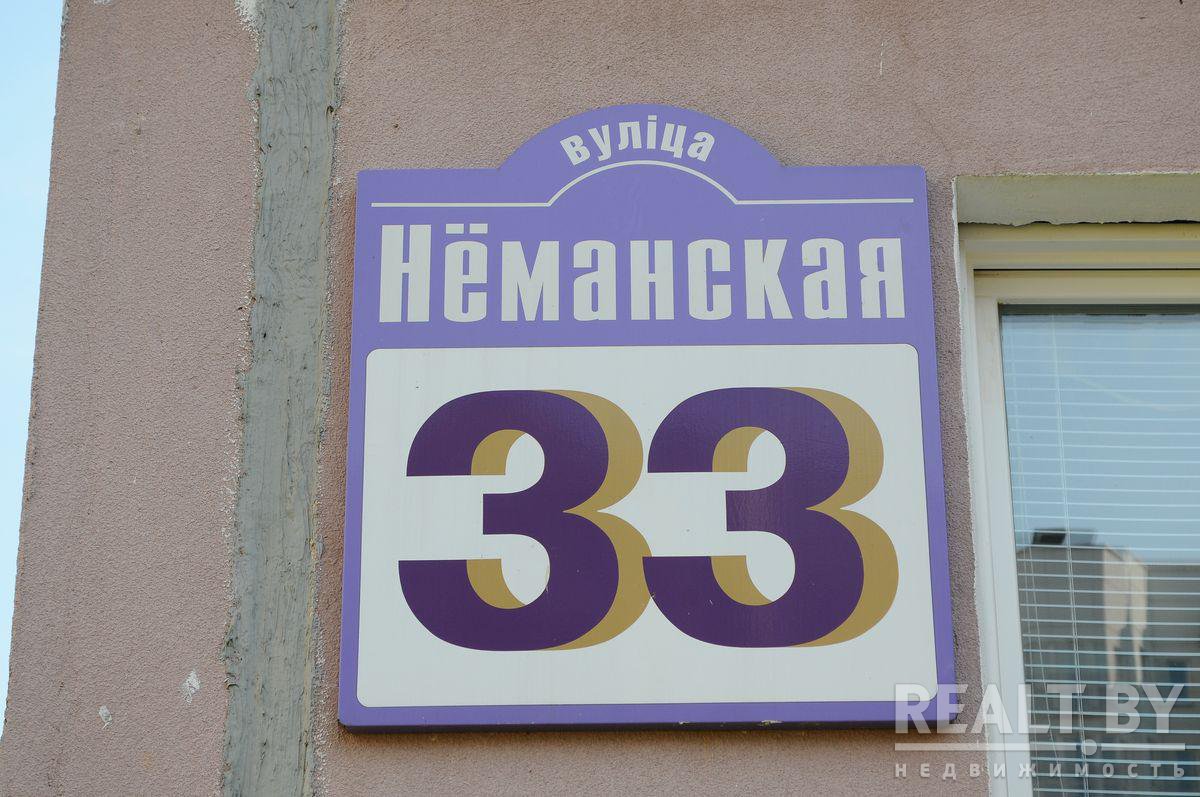 вуліца
Нёманская
33
REALT.BY
недвижимость